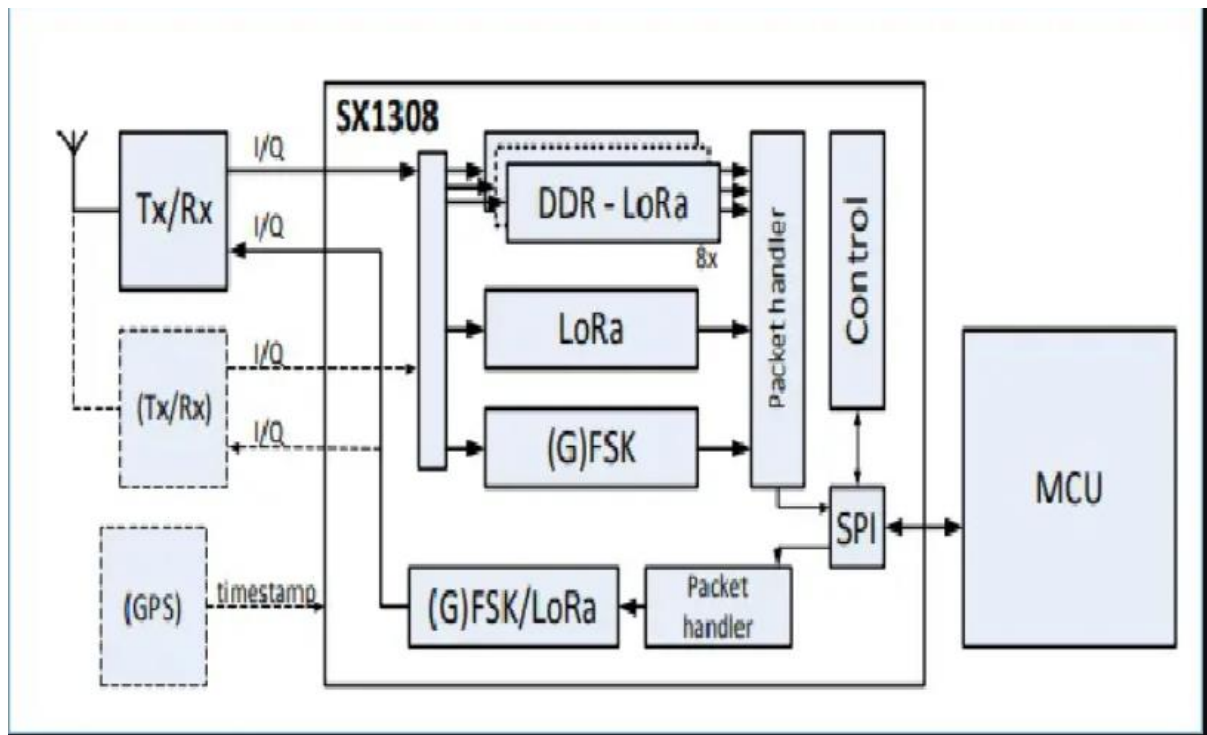 SX1308
I/Q
Tx/Rx
I/Q
DDR - LoRa
8x
LoRa
(G)FSK
Packet handler
Control
I/Q
(Tx/Rx)
I/Q
MCU
SPI
(GPS)
timestamp
(G)FSK/LoRa
Packet
handler